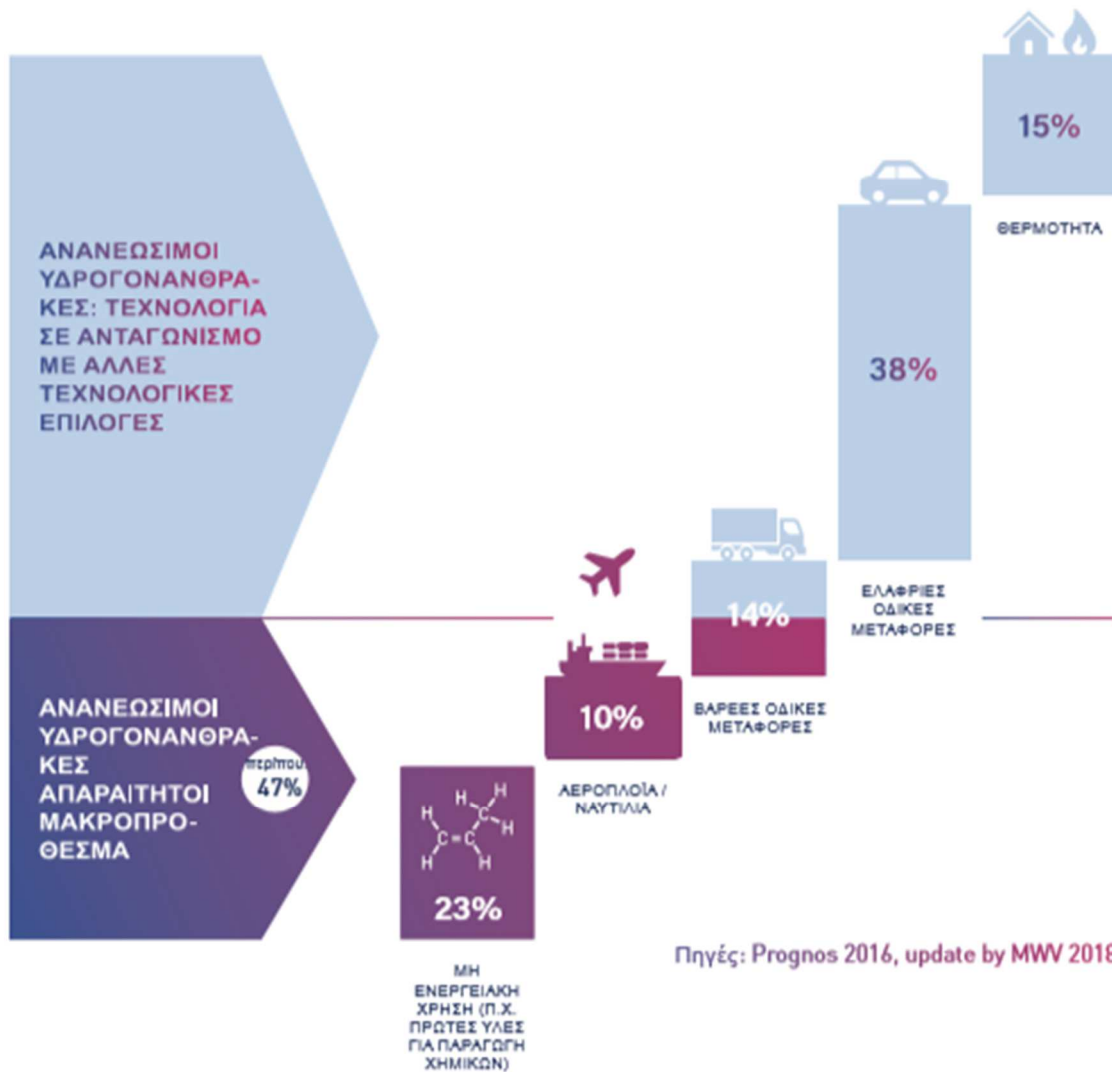 15%
ΘΕΡΜΟΤΗΤΑ
ΑΝΑΝΕΩΣΙΜΟΙ
ΥΔΡΟΓΟΝΑΝΘΡΑ-
ΚΕΣ: ΤΕΧΝΟΛΟΓΙΑ
ΣΕ ΑΝΤΑΓΩΝΙΣΜΟ
ΜΕ ΑΛΛΕΣ
ΤΕΧΝΟΛΟΓΙΚΕΣ
ΕΠΙΛΟΓΕΣ
38%
ΕΛΑΦΡΙΕΣ
ΟΔΙΚΕΣ
ΜΕΤΑΦΟΡΕΣ
14%
ΒΑΡΕΕΣ ΟΔΙΚΕΣ
ΜΕΤΑΦΟΡΕΣ
10%
ΑΕΡΟΠΛΟΪΑ /
ΝΑΥΤΙΛΙΑ
ΑΝΑΝΕΩΣΙΜΟΙ
ΥΔΡΟΓΟΝΑΝΘΡΑ-
ΚΕΣ
ΑΠΑΡΑΙΤΗΤΟΙ
ΜΑΚΡΟΠΡΟ-
ΘΕΣΜΑ
περίπου
47%
H H
H C
C=C H
H H
23%
ΜΗ
ΕΝΕΡΓΕΙΑΚΗ
ΧΡΗΣΗ (Π.Χ.
ΠΡΩΤΕΣ ΥΛΕΣ
ΓΙΑ ΠΑΡΑΓΩΓΗ
ΧΗΜΙΚΩΝ)
Πηγές: Prognos 2016, update by MWV 2018